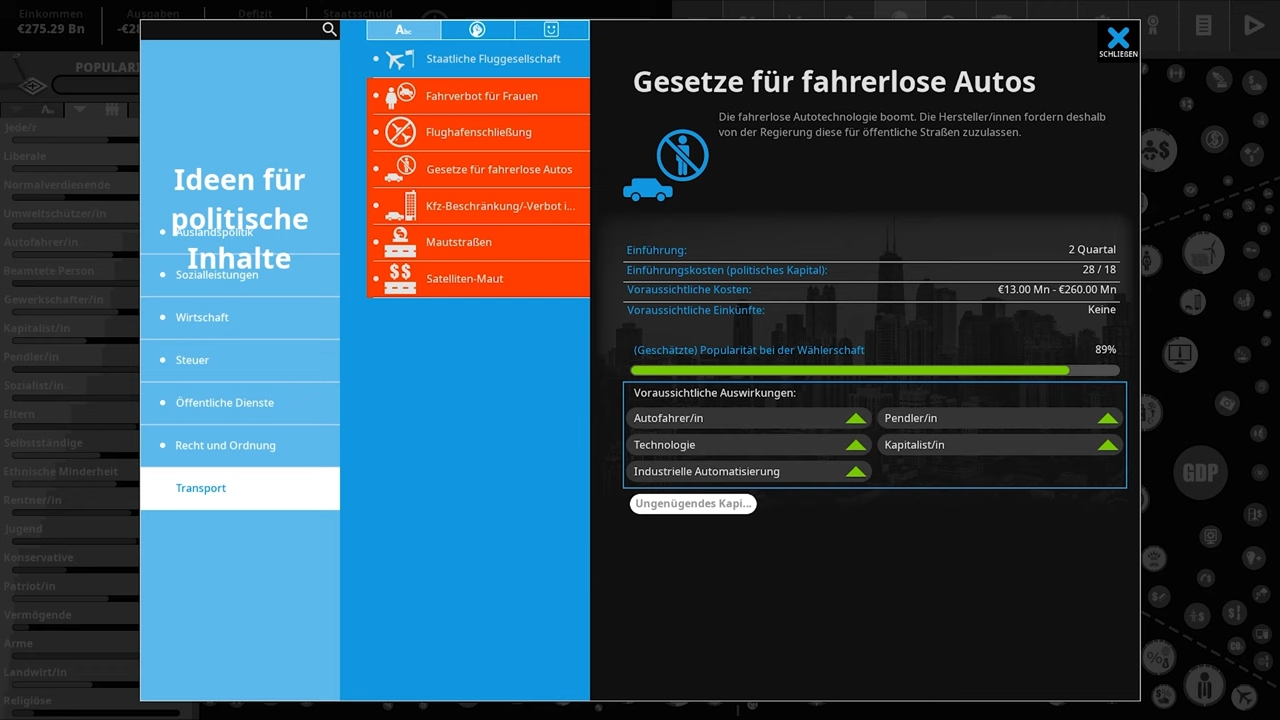 Einkommen
€275.29 Bn
Ausgaben
Defizit
Staatsschuld
POPULARI
Jede/r
Liberale
Normalverdienende
Umweltschützer/in
Autofahrer/in
Beamtete Person
Gewerkschafter/in
Kapitalist/in
Pendler/in
Sozialist/in
Eltern
Selbstständige
Ethnische Minderheit
Rentner/in
Jugend
Konservative
Patriot/in
Vermögende
Arme
Landwirt/in
Religiöse
Ideen für
politische
Inhalte
Auslandspolitik
Sozialleistungen
Wirtschaft
Steuer
Öffentliche Dienste
Recht und Ordnung
Transport
Abc
Staatliche Fluggesellschaft
Fahrverbot für Frauen
Flughafenschließung
Gesetze für fahrerlose Autos
Kfz-Beschränkung/-Verbot i...
Mautstraßen
Satelliten-Maut
SCHLIEßEN
Gesetze für fahrerlose Autos
Die fahrerlose Autotechnologie boomt. Die Hersteller/innen fordern deshalb
von der Regierung diese für öffentliche Straßen zuzulassen.
Einführung: 2 Quartal
Einführungskosten (politisches Kapital): 28 / 18
Voraussichtliche Kosten: €13.00 Mn - €260.00 Mn
Voraussichtliche Einkünfte: Keine
(Geschätzte) Popularität bei der Wählerschaft 89%
Voraussichtliche Auswirkungen:
Autofahrer/in Pendler/in
Technologie Kapitalist/in
Industrielle Automatisierung
Ungenügendes Kapi...
GDP